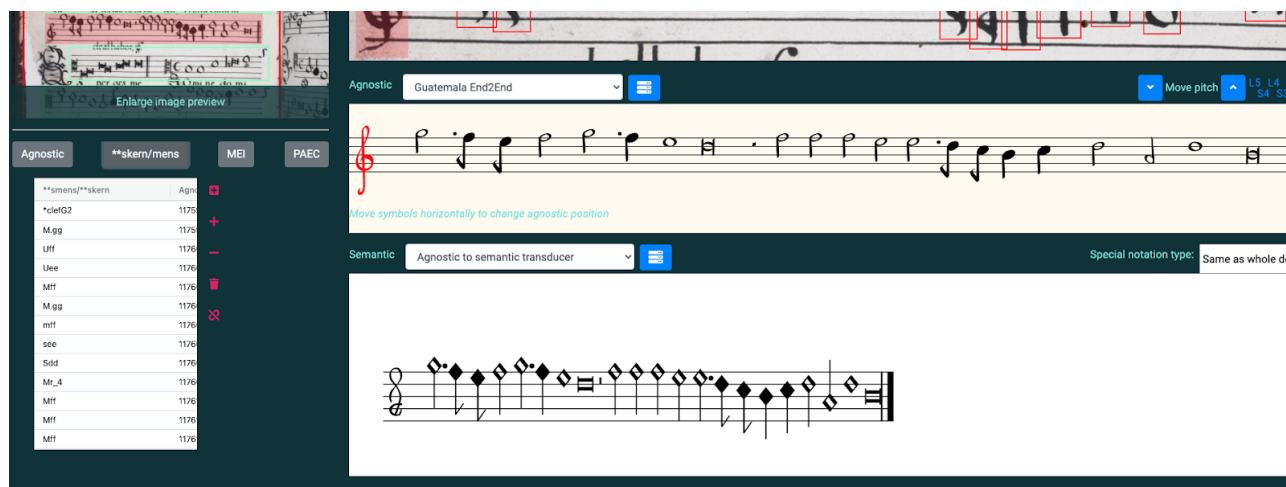 Enlarge image preview
Agnostic **skern/mens MEI PAEC
**smens/**skern Agno
*clefG2 1175
M.gg 1175
Uff 1176
Uee 1176
Mff 1176
M.gg 1176
mff 1176
see 1176
Sdd 1176
Mr_4 1176
Mff 1176
Mff 1176
Mff 1176
Agnostic Guatemala End2End Move pitch L5 L4
S4 S3
Move symbols horizontally to change agnostic position
Semantic Agnostic to semantic transducer Special notation type: Same as whole do